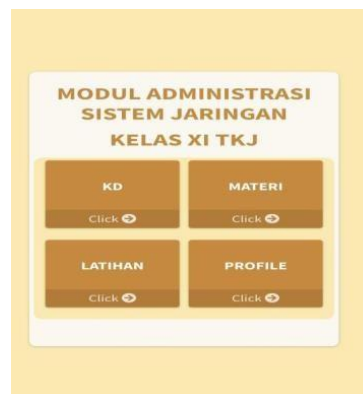 MODUL ADMINISTRASI
SISTEM JARINGAN
KELAS XI TKJ
KD
MATERI
Click
Click
LATIHAN
PROFILE
Click
Click